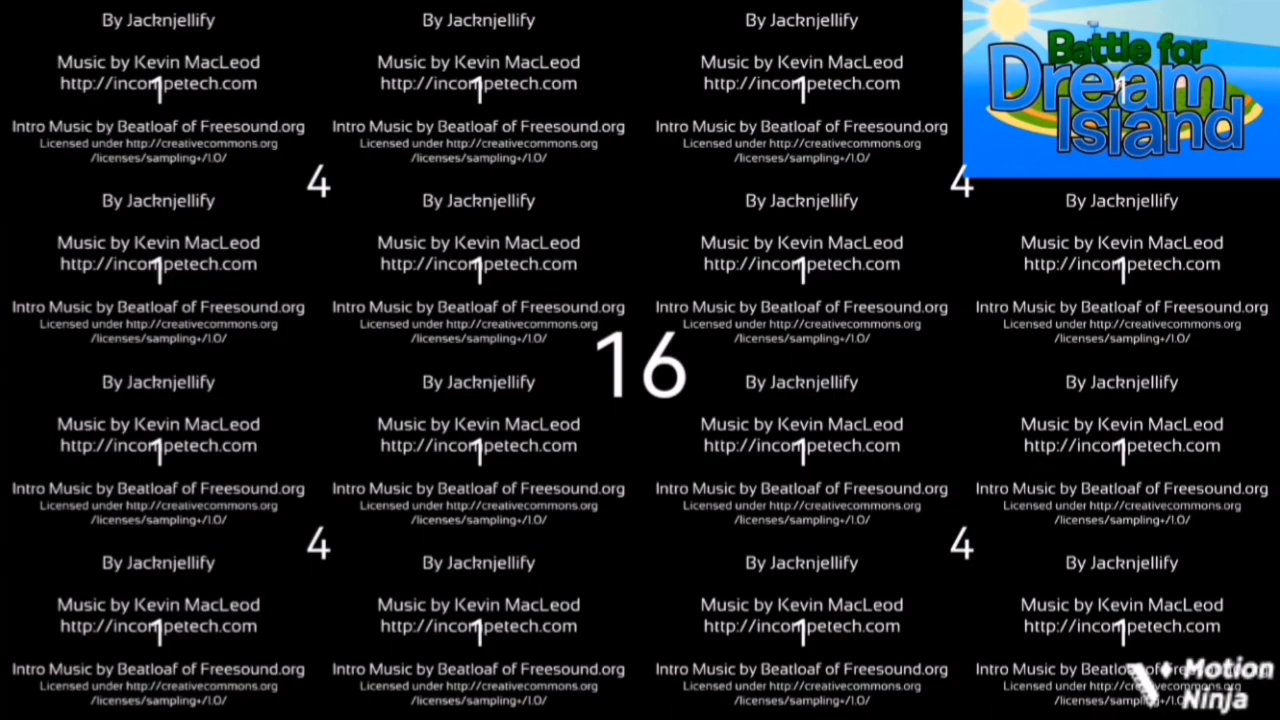 By Jacknjellify
Music by Kevin MacLeod
http://incompetech.com
1
Intro Music by Beatloaf of Freesound.org
Licensed under http://creativecommons.org
/licenses/sampling+/1.0/
By Jacknjellify
Music by Kevin MacLeod
http://incompetech.com
1
Intro Music by Beatloaf of Freesound.org
Licensed under http://creativecommons.org
/licenses/sampling+/1.0/
By Jacknjellify
Music by Kevin MacLeod
http://incompetech.com
1
Intro Music by Beatloaf of Freesound.org
Licensed under http://creativecommons.org
/licenses/sampling+/1.0/
Battle for
Dream
Island
1
4
4
By Jacknjellify
Music by Kevin MacLeod
http://incompetech.com
1
Intro Music by Beatloaf of Freesound.org
Licensed under http://creativecommons.org
/licenses/sampling+/1.0/
By Jacknjellify
Music by Kevin MacLeod
http://incompetech.com
1
Intro Music by Beatloaf of Freesound.org
Licensed under http://creativecommons.org
/licenses/sampling+/1.0/
By Jacknjellify
Music by Kevin MacLeod
http://incompetech.com
1
Intro Music by Beatloaf of Freesound.org
Licensed under http://creativecommons.org
/licenses/sampling+/1.0/
By Jacknjellify
Music by Kevin MacLeod
http://incompetech.com
1
Intro Music by Beatloaf of Freesound.org
Licensed under http://creativecommons.org
/licenses/sampling+/1.0/
16
By Jacknjellify
Music by Kevin MacLeod
http://incompetech.com
1
Intro Music by Beatloaf of Freesound.org
Licensed under http://creativecommons.org
/licenses/sampling+/1.0/
By Jacknjellify
Music by Kevin MacLeod
http://incompetech.com
1
Intro Music by Beatloaf of Freesound.org
Licensed under http://creativecommons.org
/licenses/sampling+/1.0/
By Jacknjellify
Music by Kevin MacLeod
http://incompetech.com
1
Intro Music by Beatloaf of Freesound.org
Licensed under http://creativecommons.org
/licenses/sampling+/1.0/
By Jacknjellify
Music by Kevin MacLeod
http://incompetech.com
1
Intro Music by Beatloaf of Freesound.org
Licensed under http://creativecommons.org
/licenses/sampling+/1.0/
4
4
By Jacknjellify
Music by Kevin MacLeod
http://incompetech.com
1
Intro Music by Beatloaf of Freesound.org
Licensed under http://creativecommons.org
/licenses/sampling+/1.0/
By Jacknjellify
Music by Kevin MacLeod
http://incompetech.com
1
Intro Music by Beatloaf of Freesound.org
Licensed under http://creativecommons.org
/licenses/sampling+/1.0/
By Jacknjellify
Music by Kevin MacLeod
http://incompetech.com
1
Intro Music by Beatloaf of Freesound.org
Licensed under http://creativecommons.org
/licenses/sampling+/1.0/
By Jacknjellify
Music by Kevin MacLeod
http://incompetech.com
1
Intro Music by Beatloaf of
Licensed under
Motion
Ninja